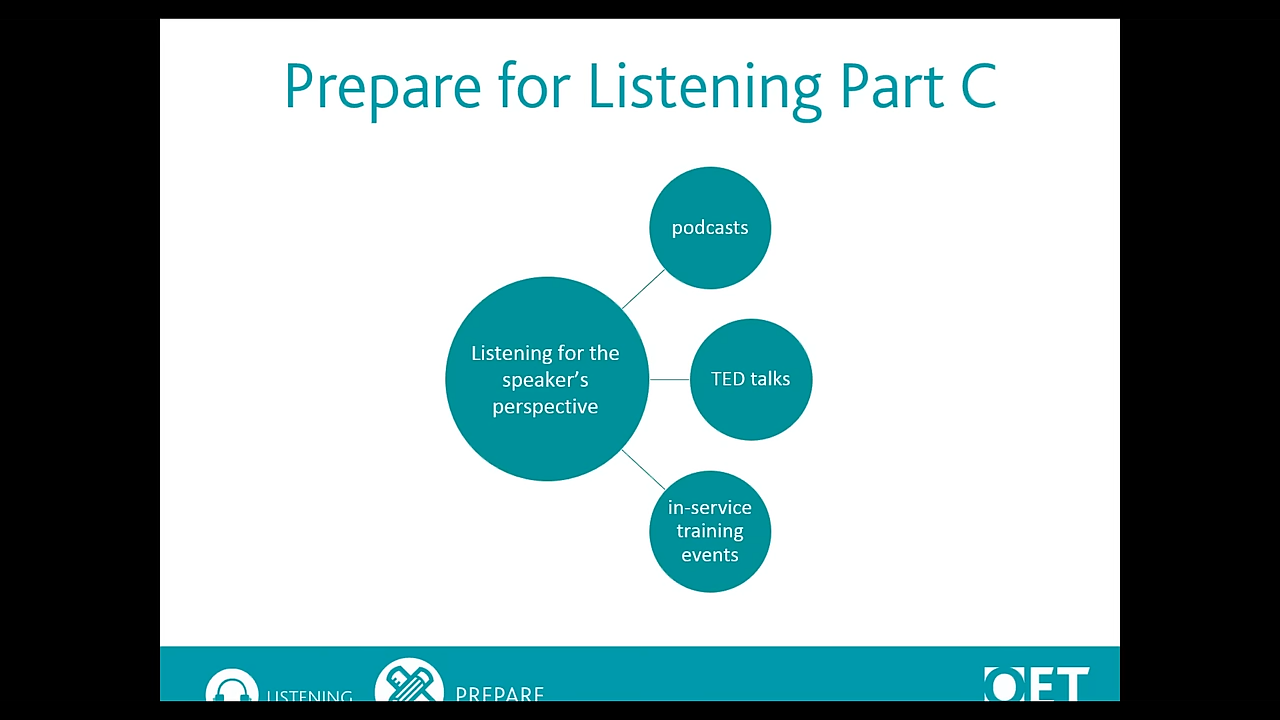 Prepare for Listening Part C
podcasts
Listening for the
speaker’s
perspective
TED talks
in-service
training
events
LISTENING
PREPARE
OET